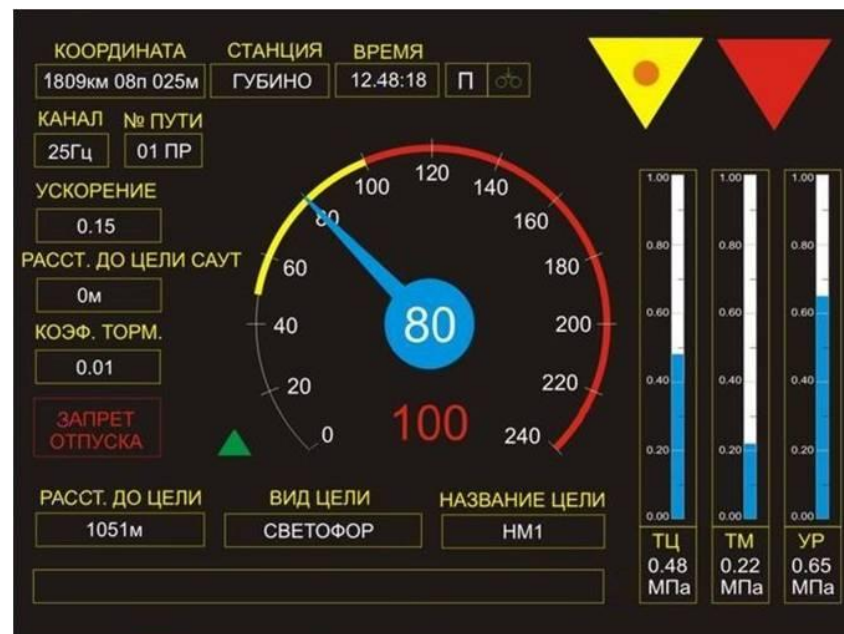 КООРДИНАТА СТАНЦИЯ ВРЕМЯ
1809км 08п 025м ГУБИНО 12.48:18 П
КАНАЛ № ПУТИ
25Гц 01 ПР
УСКОРЕНИЕ
0.15
РАССТ. ДО ЦЕЛИ САУТ
0м
КОЭФ. ТОРМ.
0.01
ЗАПРЕТ
ОТПУСКА
0
20
40
60
80
100
120
140
160
180
200
220
240
80
100
РАССТ. ДО ЦЕЛИ ВИД ЦЕЛИ НАЗВАНИЕ ЦЕЛИ
1051м СВЕТОФОР НМ1
1.00 1.00 1.00
0.80 0.80 0.80
0.60 0.60 0.60
0.40 0.40 0.40
0.20 0.20 0.20
0.00 0.00 0.00
ТЦ ТМ УР
0.48 0.22 0.65
МПа МПа МПа